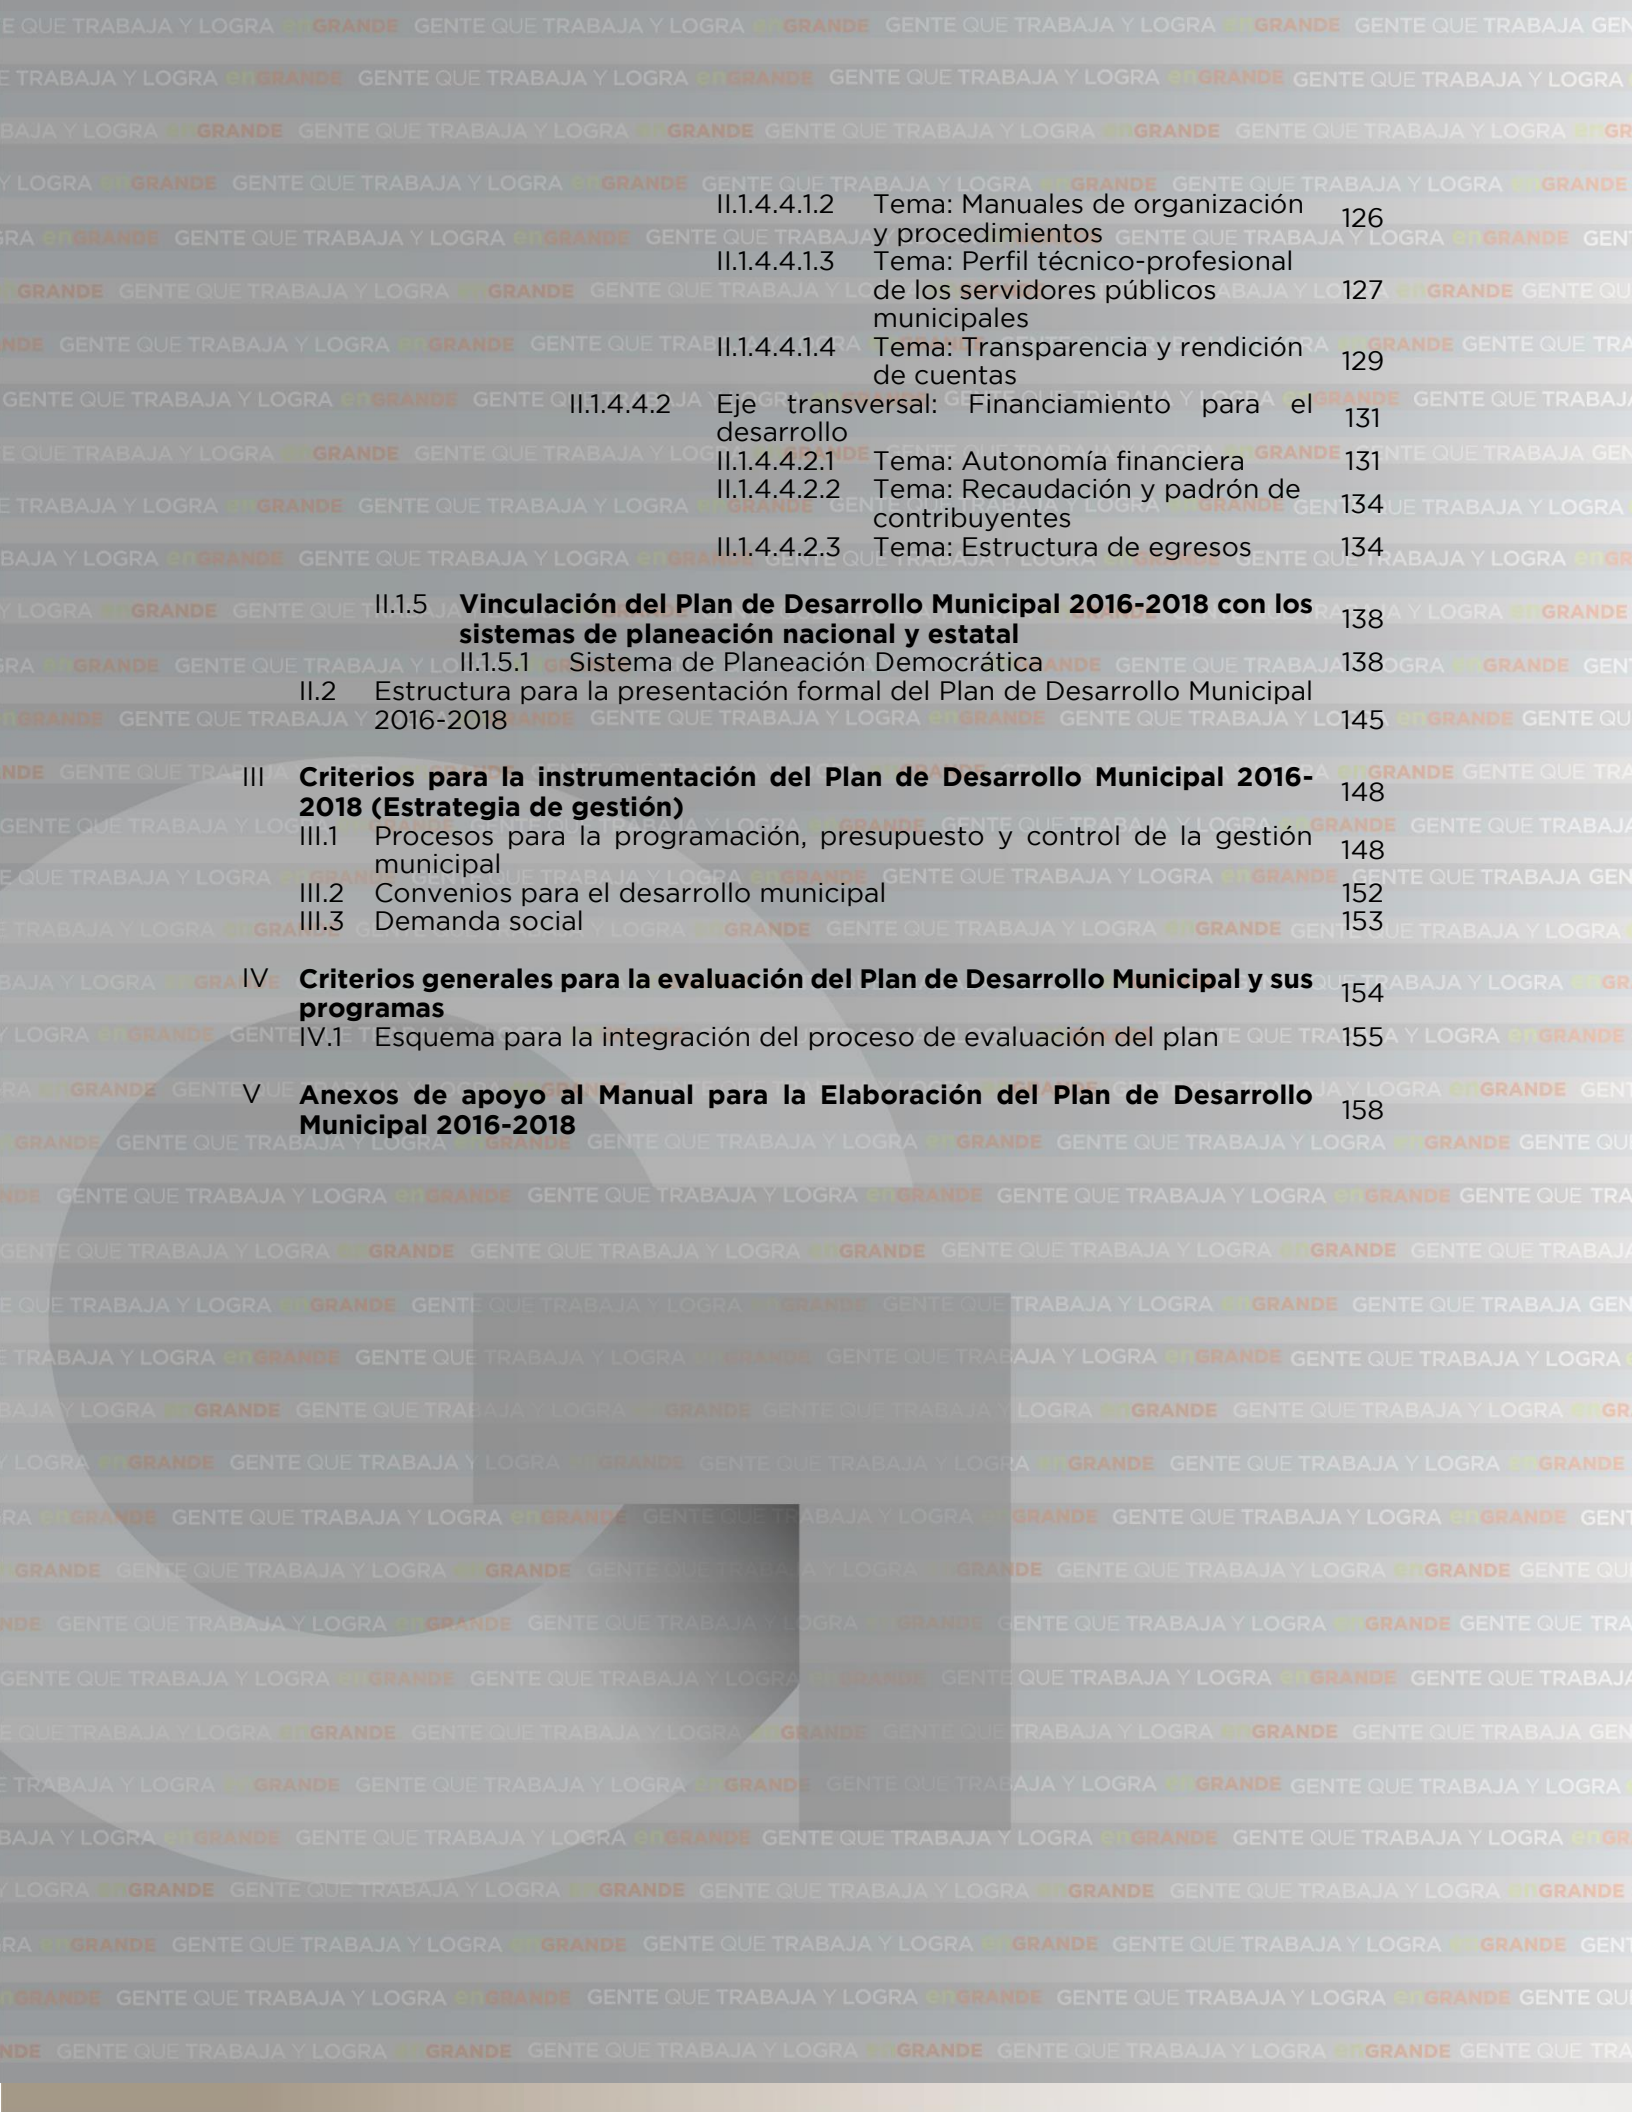 II.1.4.4.1.2 Tema: Manuales de organización
y procedimientos 126
II.1.4.4.1.3 Tema: Perfil técnico-profesional
de los servidores públicos 127
municipales
II.1.4.4.1.4 Tema: Transparencia y rendición
de cuentas 129
II.1.4.4.2 Eje transversal: Financiamiento para el
desarrollo 131
II.1.4.4.2.1 Tema: Autonomía financiera 131
II.1.4.4.2.2 Tema: Recaudación y padrón de
contribuyentes 134
II.1.4.4.2.3 Tema: Estructura de egresos 134
II.1.5 Vinculación del Plan de Desarrollo Municipal 2016-2018 con los
sistemas de planeación nacional y estatal 138
II.1.5.1 Sistema de Planeación Democrática 138
II.2 Estructura para la presentación formal del Plan de Desarrollo Municipal
2016-2018 145
III Criterios para la instrumentación del Plan de Desarrollo Municipal 2016-
2018 (Estrategia de gestión) 148
III.1 Procesos para la programación, presupuesto y control de la gestión
municipal 148
III.2 Convenios para el desarrollo municipal 152
III.3 Demanda social 153
IV Criterios generales para la evaluación del Plan de Desarrollo Municipal y sus
programas 154
IV.1 Esquema para la integración del proceso de evaluación del plan 155
V Anexos de apoyo al Manual para la Elaboración del Plan de Desarrollo
Municipal 2016-2018 158